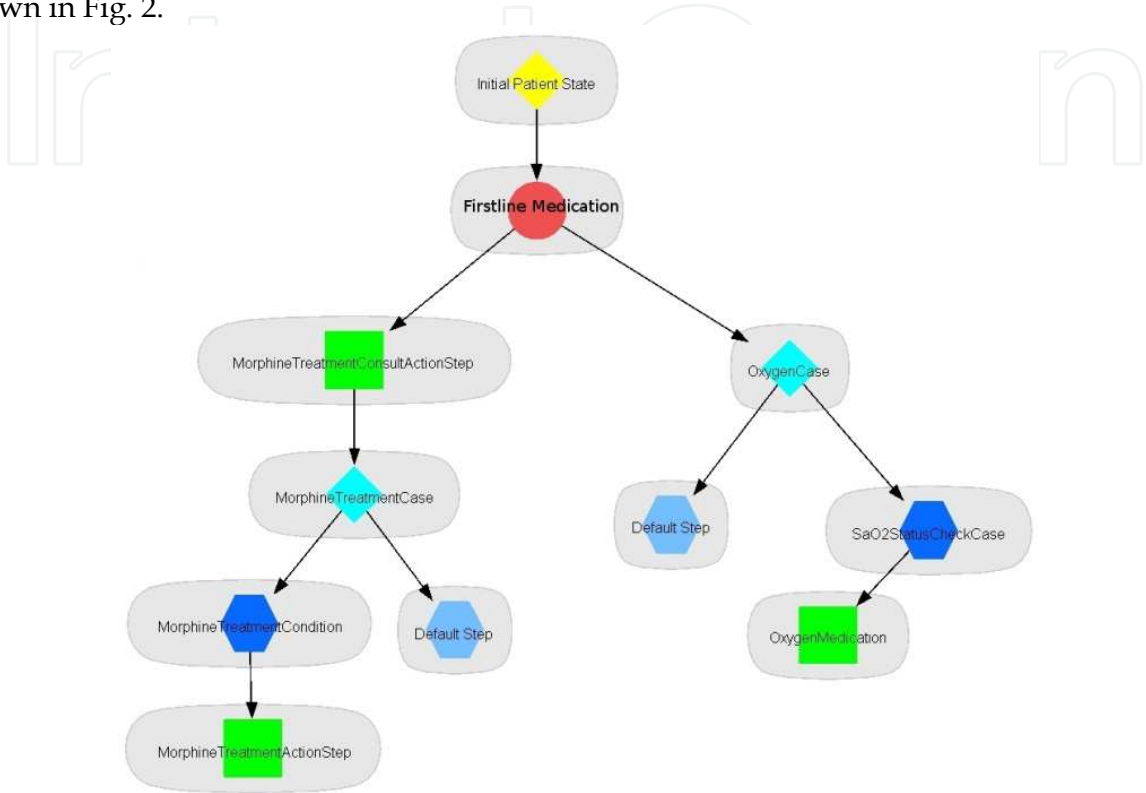 wn in Fig. 2.
Initial Patient State
Firstline Medication
MorphineTreatmentConsultActionStep
OxygenCase
MorphineTreatmentCase
Default Step
SaO2StatusCheckCase
MorphineTreatmentCondition
Default Step
OxygenMedication
MorphineTreatmentActionStep